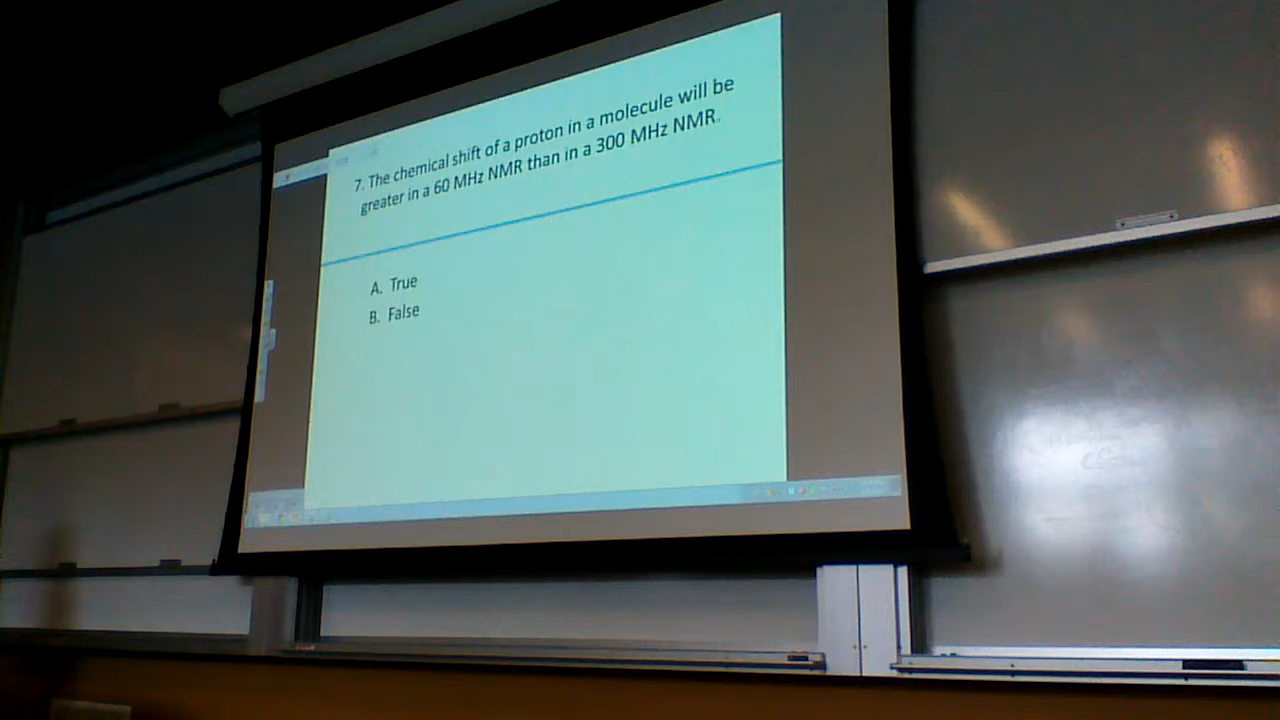 7. The chemical shift of a proton in a molecule will be
greater in a 60 MHz NMR than in a 300 MHz NMR.
A. True
B. False